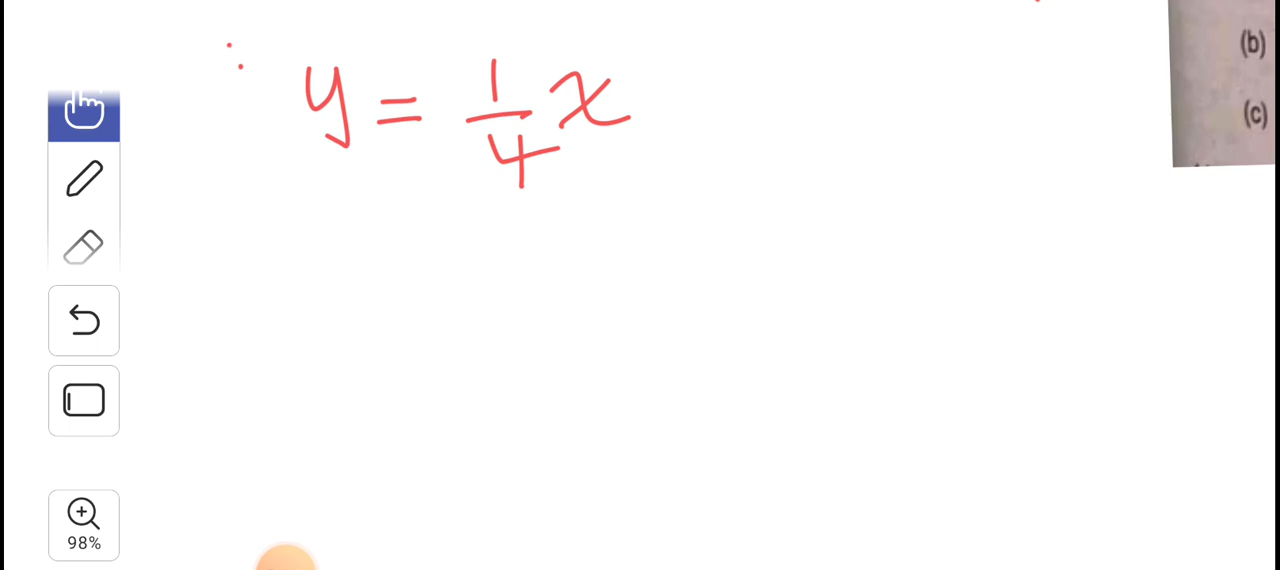 (b)
∴ y = 1/4 x
(c)
98%